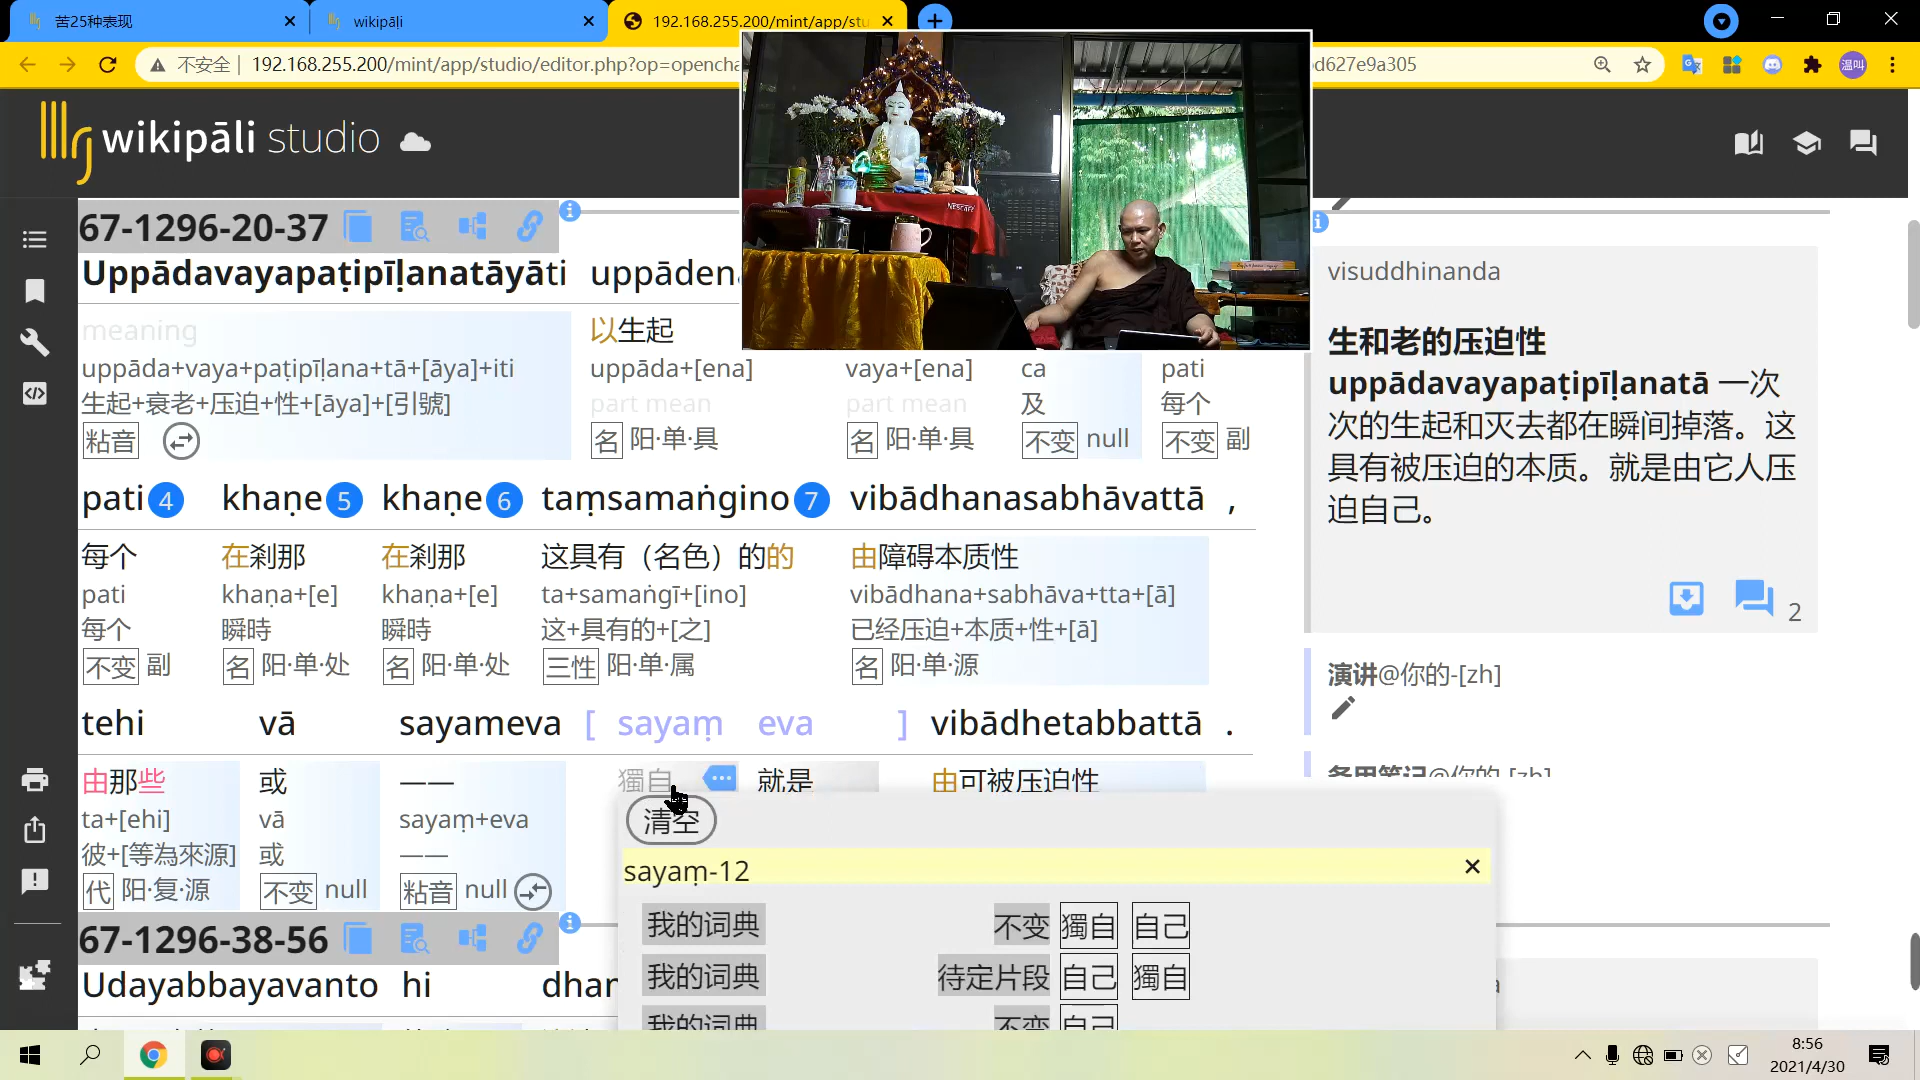 苦25种表现
wikipāḷi
192.168.255.200/mint/app/stu
不安全
192.168.255.200/mint/app/studio/editor.php?op=opencha
d627e9a305
温叫
wikipāḷi studio
67-1296-20-37
Uppādavayapaṭipīḷanatāyāti uppādena
meaning
以生起
uppāda+vaya+paṭipīḷana+tā+[āya]+iti
uppāda+[ena]
vaya+[ena]
ca
pati
生起+衰老+压迫+性+[āya]+[引號]
part mean
part mean
及
每个
粘音
名 阳·单·具
名 阳·单·具
不变 null
不变 副
pati 4 khaṇe 5 khaṇe 6 taṃsamaṅgino 7 vibādhanasabhāvattā ,
每个
在刹那
在刹那
这具有（名色）的的
由障碍本质性
pati
khaṇa+[e]
khaṇa+[e]
ta+samaṅgī+[ino]
vibādhana+sabhāva+tta+[ā]
每个
瞬時
瞬時
这+具有的+[之]
已经压迫+本质+性+[ā]
不变 副
名 阳·单·处
名 阳·单·处
三性 阳·单·属
名 阳·单·源
tehi vā sayameva [ sayaṃ eva ] vibādhetabbattā .
由那些
或
——
獨自
就是
由可被压迫性
ta+[ehi]
vā
sayaṃ+eva
彼+[等為來源]
或
——
代 阳·复·源
不变 null
粘音 null
清空
sayaṃ-12
我的词典 不变 獨自 自己
我的词典 待定片段 自己 獨自
我的词典 不变 自己
67-1296-38-56
Udayabbayavanto hi
visuddhinanda
生和老的压迫性
uppādavayapaṭipīḷanatā 一次
次的生起和灭去都在瞬间掉落。这
具有被压迫的本质。就是由它人压
迫自己。
2
演讲@你的-[zh]
NESCAFÉ
8:56
2021/4/30